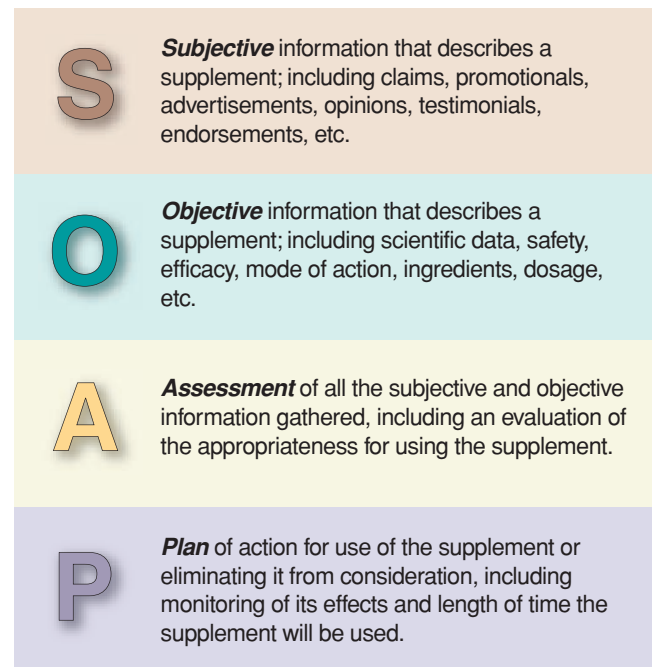 S
Subjective information that describes a
supplement; including claims, promotionals,
advertisements, opinions, testimonials,
endorsements, etc.
O
Objective information that describes a
supplement; including scientific data, safety,
efficacy, mode of action, ingredients, dosage,
etc.
A
Assessment of all the subjective and objective
information gathered, including an evaluation of
the appropriateness for using the supplement.
P
Plan of action for use of the supplement or
eliminating it from consideration, including
monitoring of its effects and length of time the
supplement will be used.